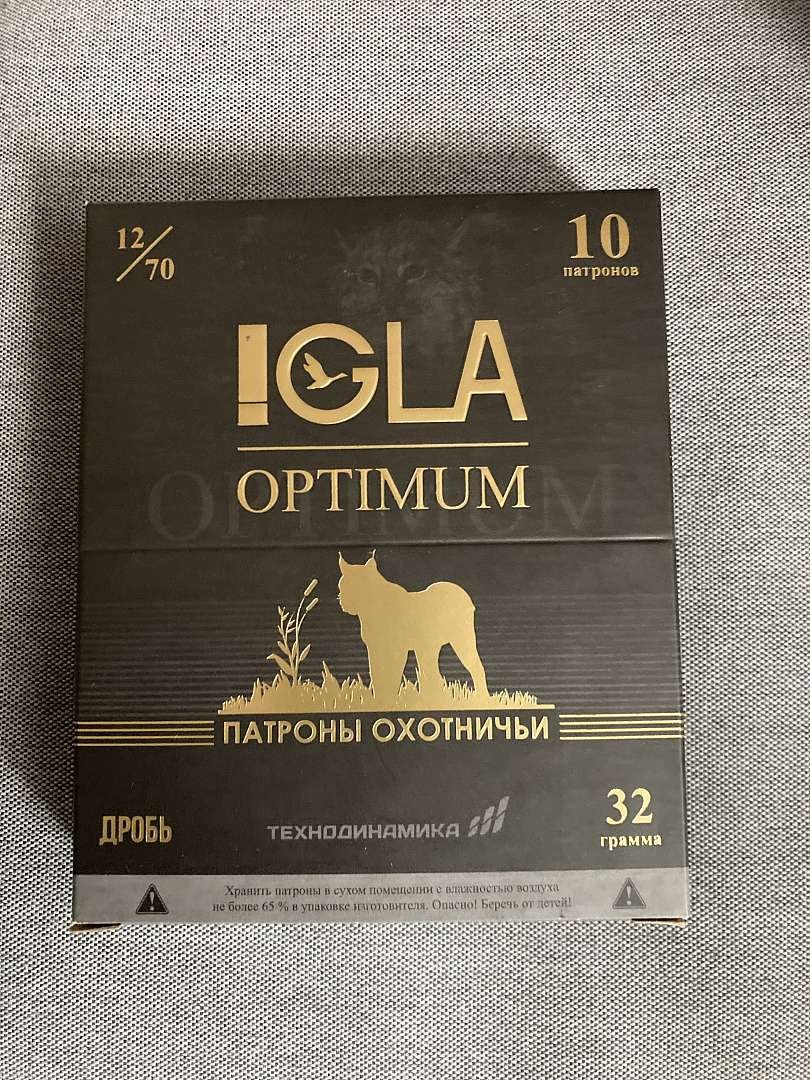 12/70
10
патронов
IGLA
OPTIMUM
OPTIMUM
ПАТРОНЫ ОХОТНИЧЬИ
ДРОБЬ
ТЕХНОДИНАМИКА
32
грамма
Хранить патроны в сухом помещении с влажностью воздуха
не более 65 % в упаковке изготовителя. Опасно! Беречь от детей!